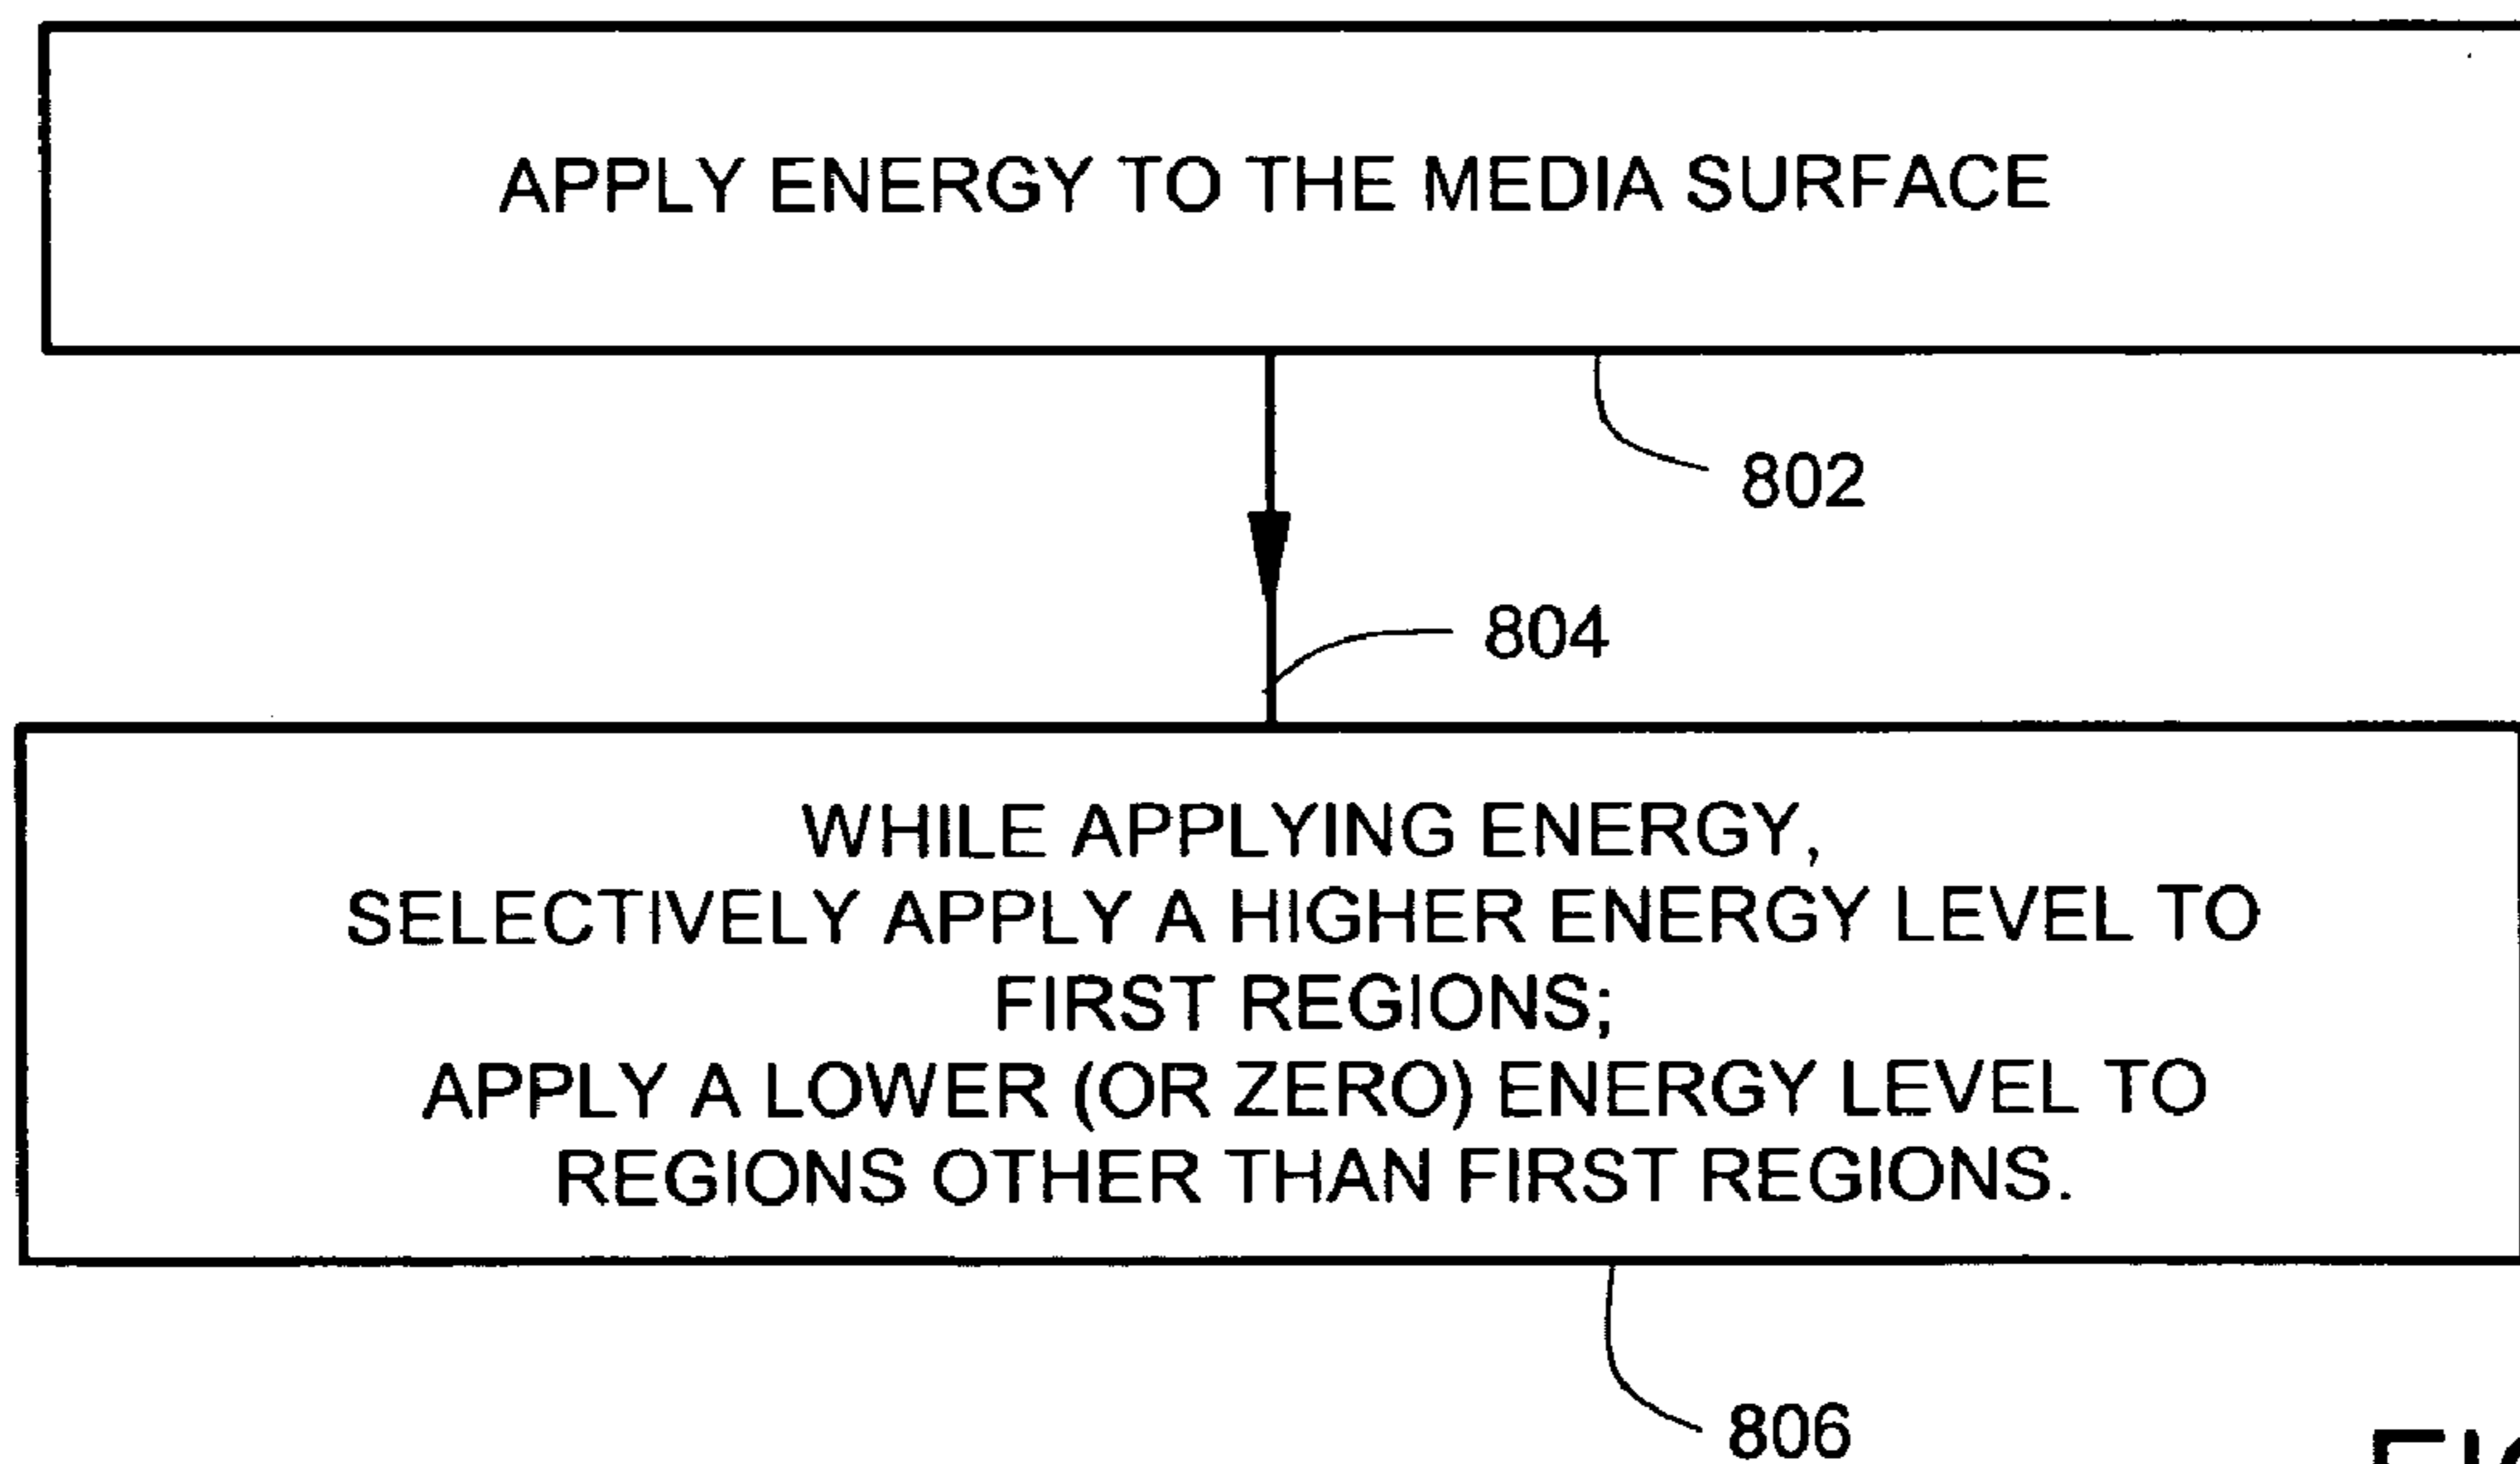 APPLY ENERGY TO THE MEDIA SURFACE
802
804
WHILE APPLYING ENERGY,
SELECTIVELY APPLY A HIGHER ENERGY LEVEL TO
FIRST REGIONS;
APPLY A LOWER (OR ZERO) ENERGY LEVEL TO
REGIONS OTHER THAN FIRST REGIONS.
806